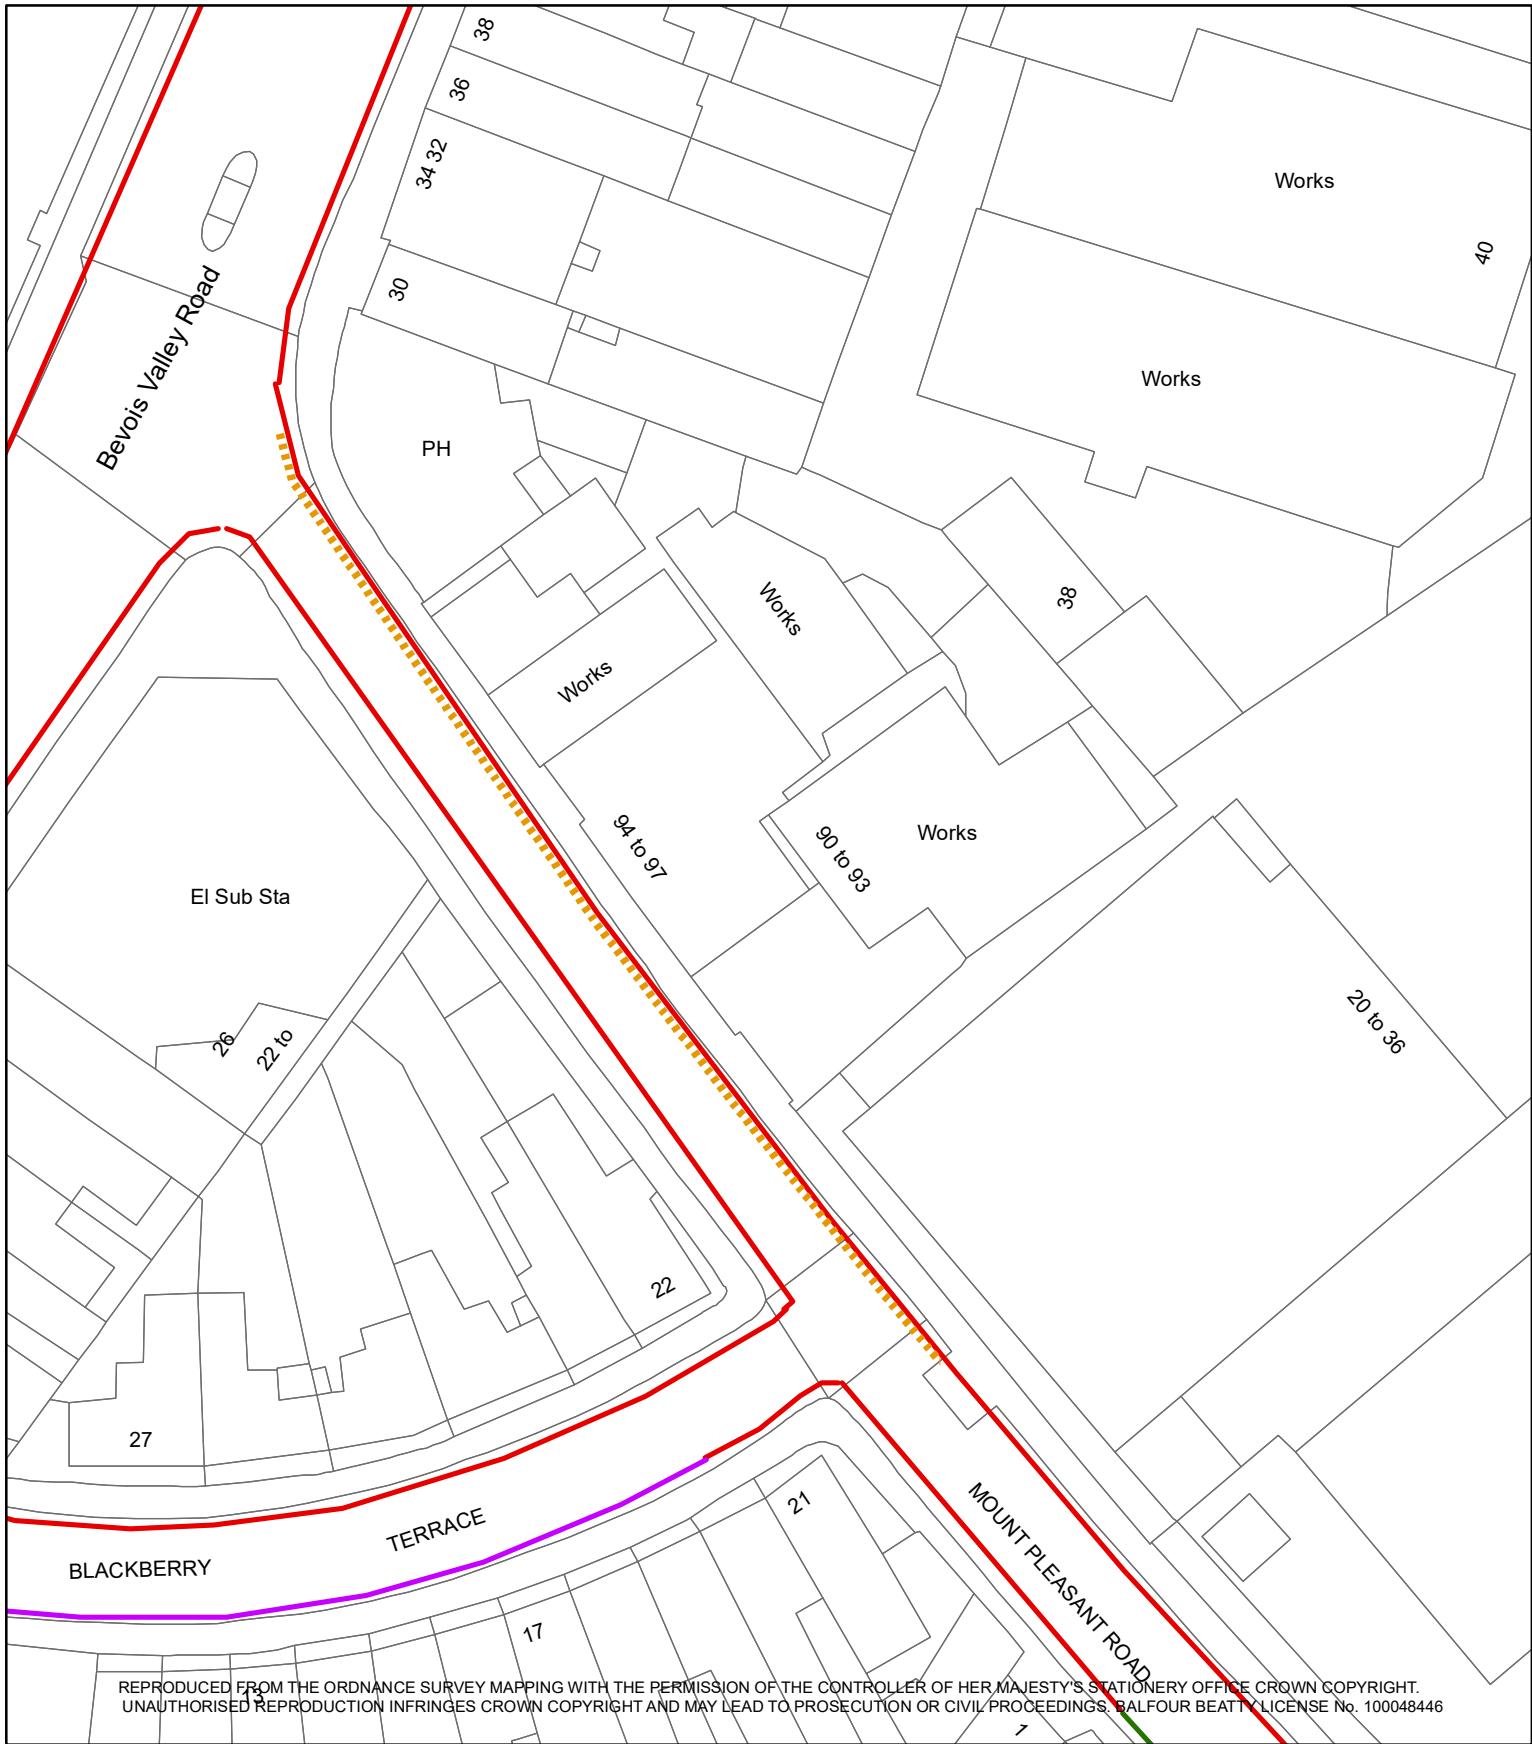 38
36
34 32
30
Works
40
Bevois Valley Road
Works
PH
38
Works
Works
94 to 97
90 to 93
Works
El Sub Sta
20 to 36
26
22 to
22
27
21
TERRACE
BLACKBERRY
MOUNT PLEASANT ROAD
17
13
REPRODUCED FROM THE ORDNANCE SURVEY MAPPING WITH THE PERMISSION OF THE CONTROLLER OF HER MAJESTY'S STATIONERY OFFICE CROWN COPYRIGHT.
UNAUTHORISED REPRODUCTION INFRINGES CROWN COPYRIGHT AND MAY LEAD TO PROSECUTION OR CIVIL PROCEEDINGS. BALFOUR BEATTY LICENSE No. 100048446
1